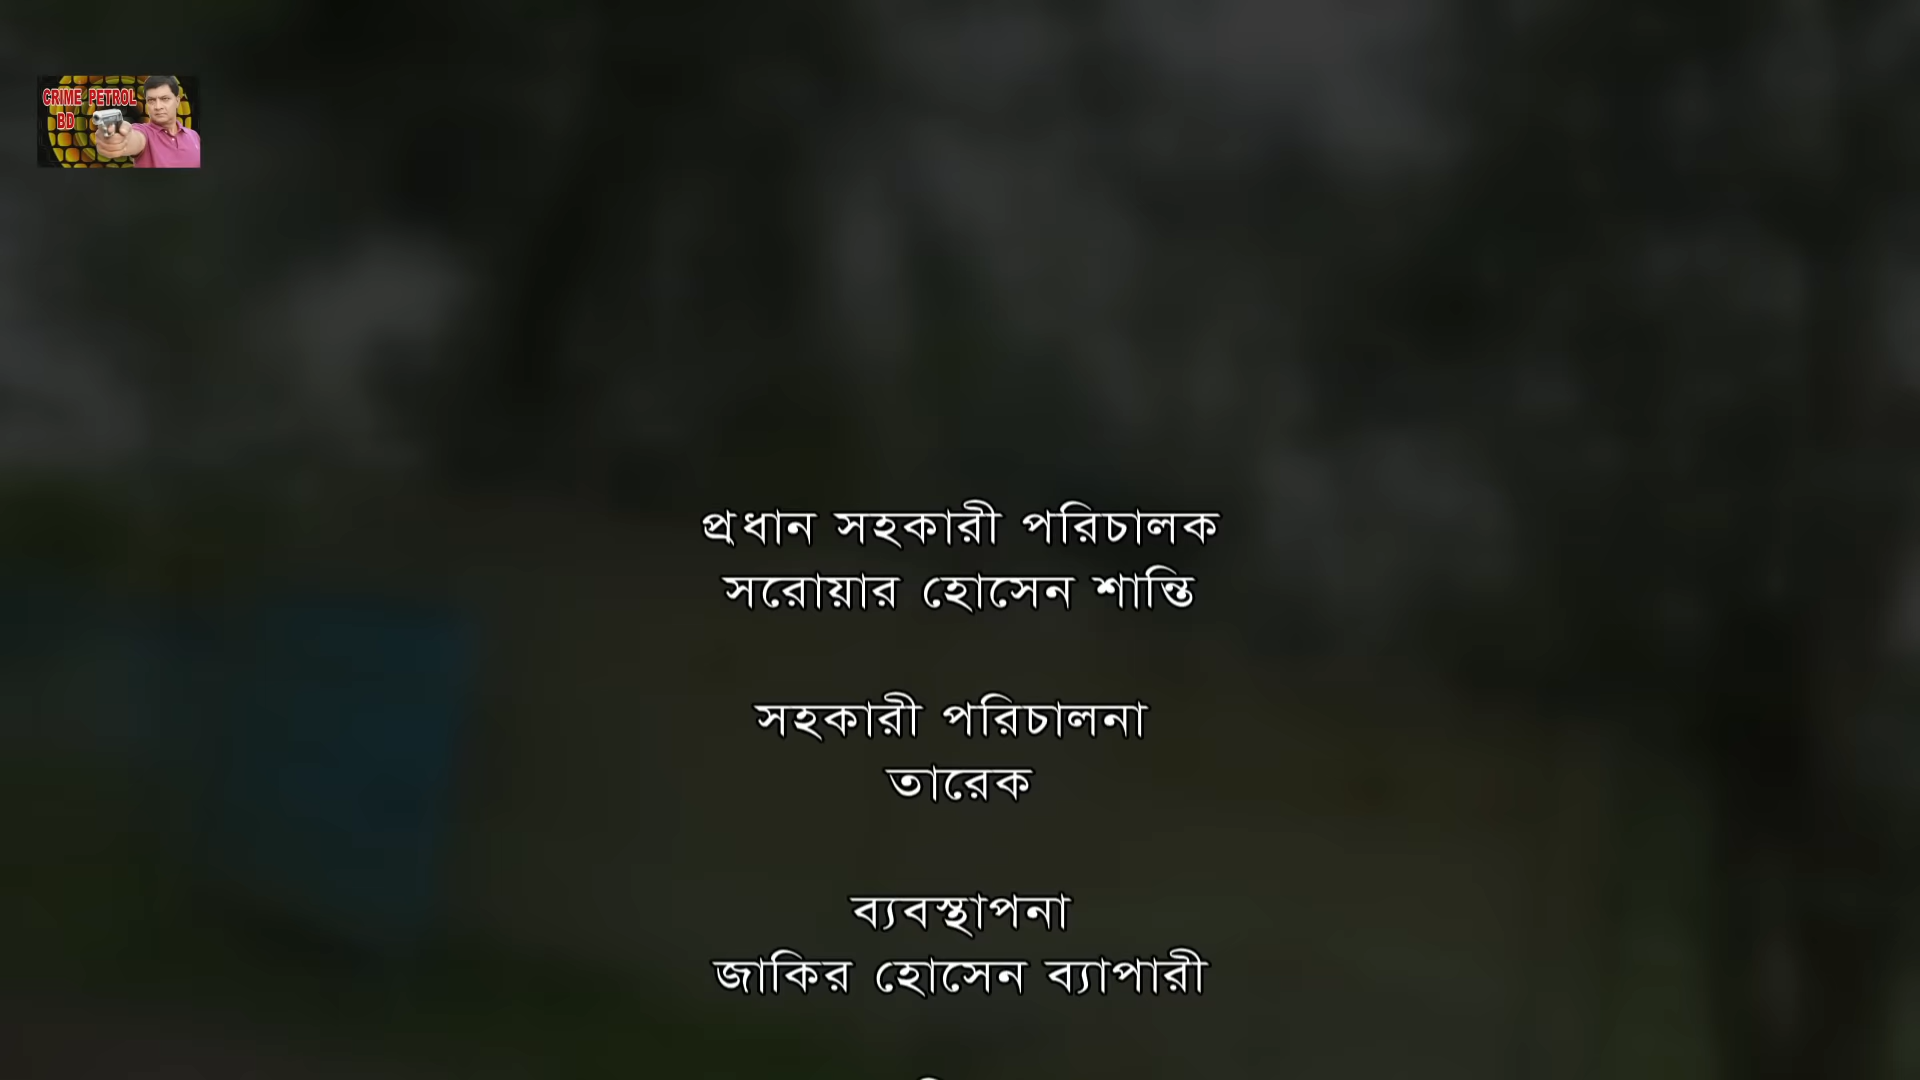 CRIME PETROL
BD
প্রধান সহকারী পরিচালক
সরোয়ার হোসেন শান্তি
সহকারী পরিচালনা
তারেক
ব্যবস্থাপনা
জাকির হোসেন ব্যাপারী